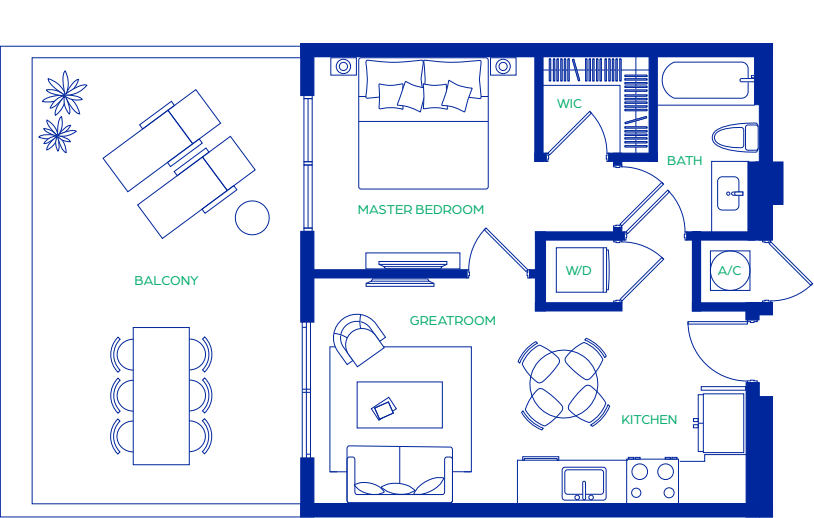 WIC
BATH
MASTER BEDROOM
W/D
A/C
BALCONY
GREATROOM
KITCHEN